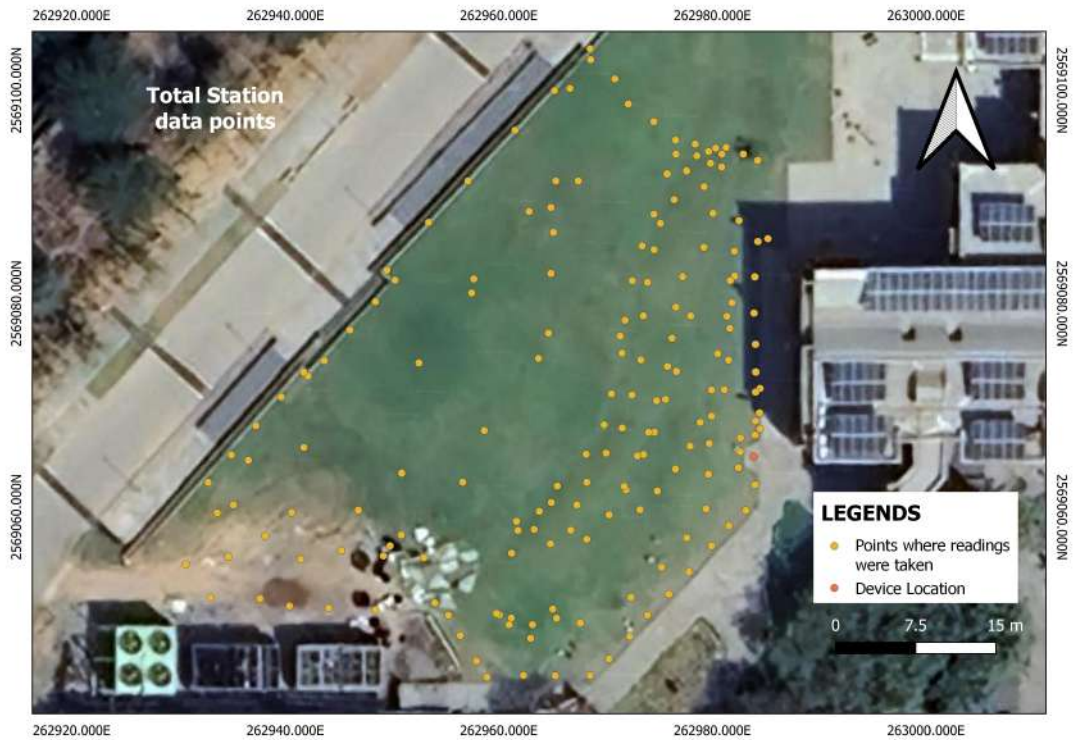 262920.000E 262940.000E 262960.000E 262980.000E 263000.000E
2569100.000N
2569080.000N
2569060.000N
Total Station
data points
2569100.000N
2569080.000N
2569060.000N
LEGENDS
Points where readings
were taken
Device Location
0 7.5 15 m
262920.000E 262940.000E 262960.000E 262980.000E 263000.000E